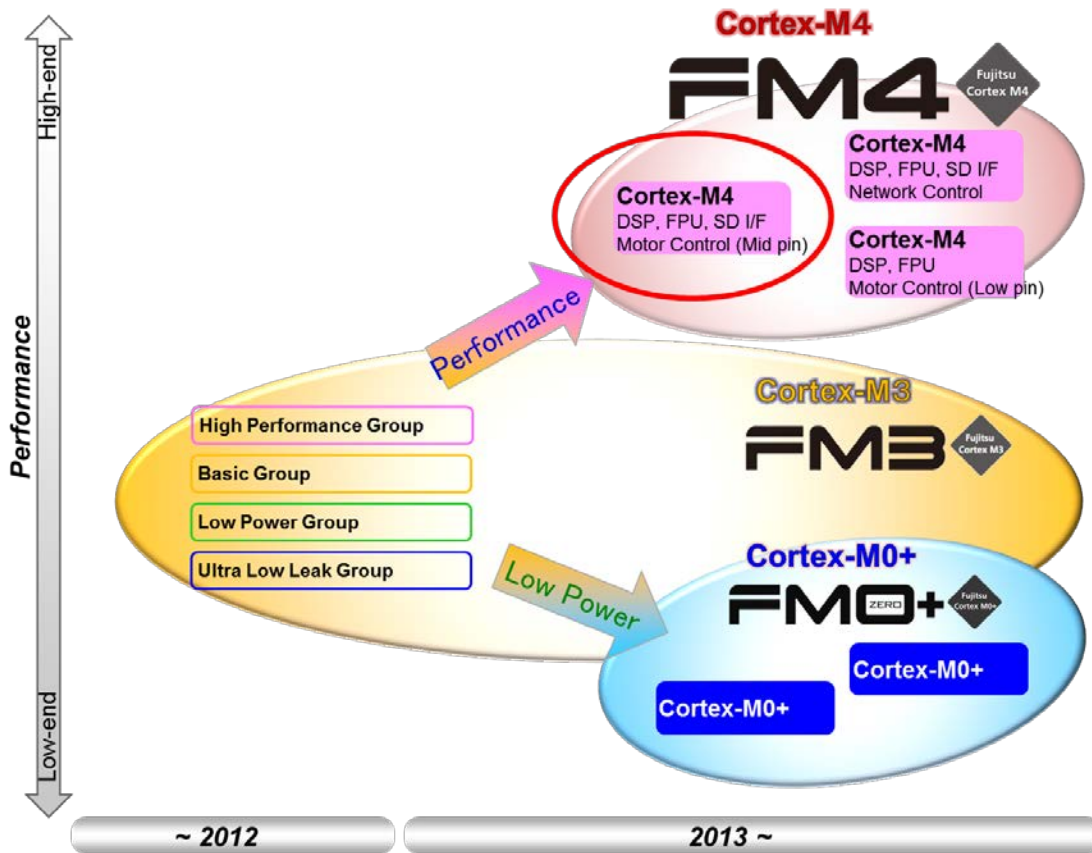 Cortex-M4
FM4
Fujitsu
Cortex M4
High-end
Performance
Low-end
Cortex-M4
DSP, FPU, SD I/F
Motor Control (Mid pin)
Cortex-M4
DSP, FPU, SD I/F
Network Control
Cortex-M4
DSP, FPU
Motor Control (Low pin)
Performance
Cortex-M3
FM3
Fujitsu
Cortex M3
High Performance Group
Basic Group
Low Power Group
Ultra Low Leak Group
Low Power
Cortex-M0+
FM0+
ZERO
Fujitsu
Cortex M0+
Cortex-M0+
Cortex-M0+
~ 2012
2013 ~